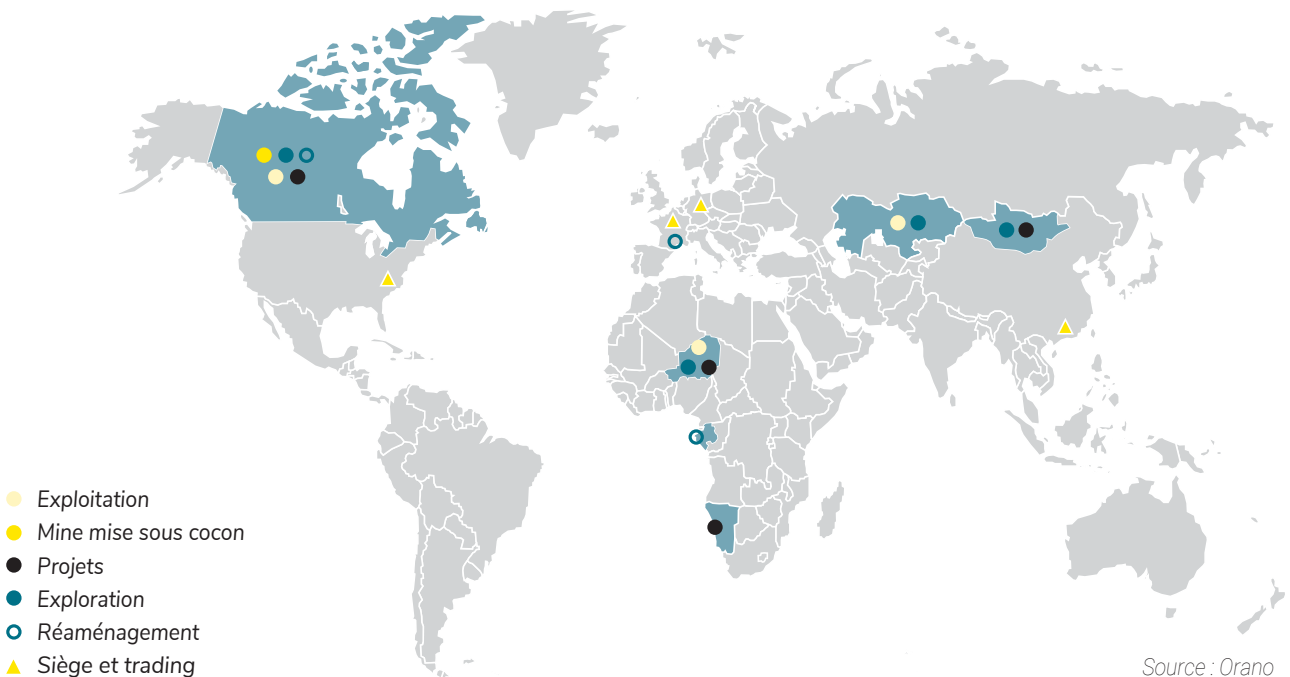 Exploitation
Mine mise sous cocon
Projets
Exploration
Réaménagement
Siège et trading
Source : Orano